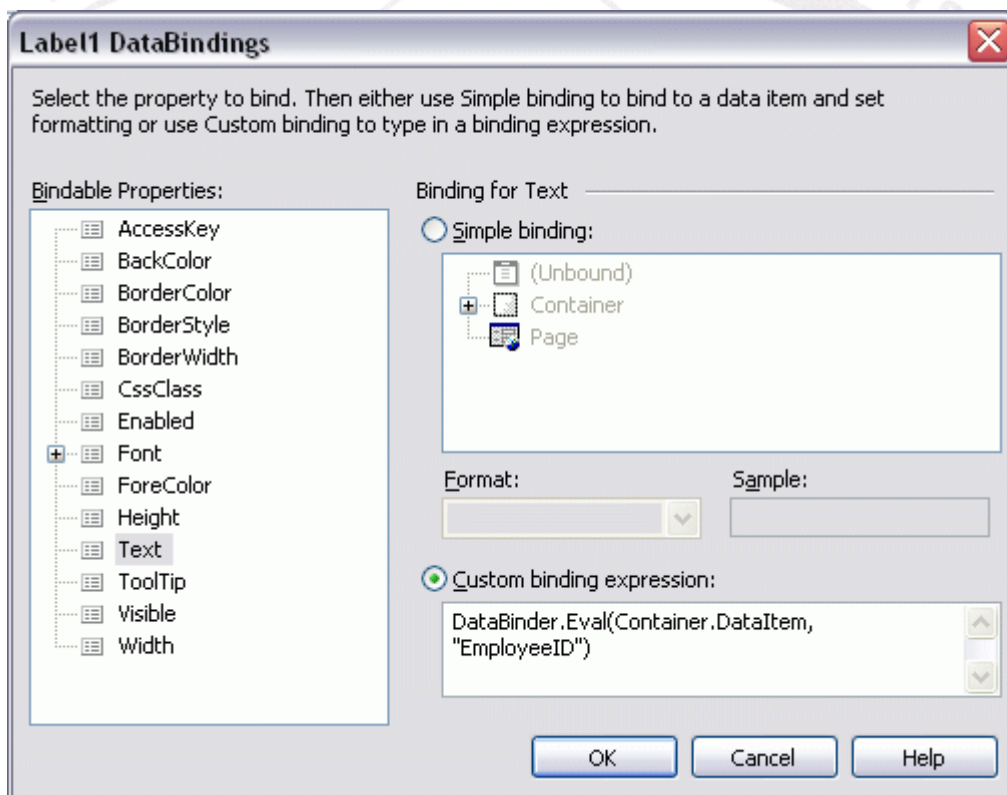 Label1 DataBindings
Select the property to bind. Then either use Simple binding to bind to a data item and set
formatting or use Custom binding to type in a binding expression.
Bindable Properties:
AccessKey
BackColor
BorderColor
BorderStyle
BorderWidth
CssClass
Enabled
Font
ForeColor
Height
Text
ToolTip
Visible
Width
Binding for Text
Simple binding:
(Unbound)
Container
Page
Format:
Sample:
Custom binding expression:
DataBinder.Eval(Container.DataItem,
"EmployeeID")
OK
Cancel
Help